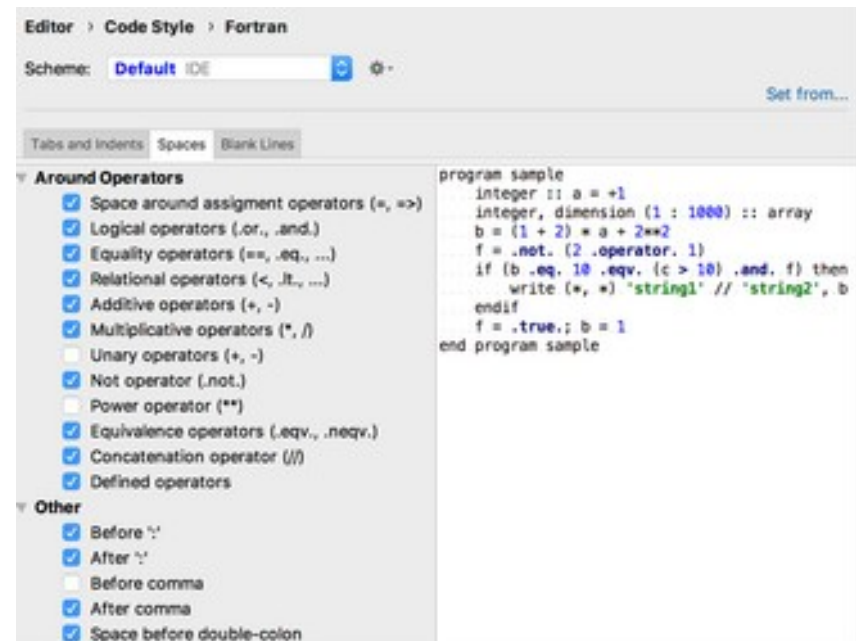 Editor › Code Style › Fortran
Scheme: Default IDE
Set from...
Tabs and Indents Spaces Blank Lines
Around Operators
Space around assigment operators (=, =>)
Logical operators (.or., .and.)
Equality operators (==, .eq., ...)
Relational operators (<, .lt., ...)
Additive operators (+, -)
Multiplicative operators (*, /)
Unary operators (+, -)
Not operator (.not.)
Power operator (**)
Equivalence operators (.eqv., .neqv.)
Concatenation operator (//)
Defined operators
Other
Before ':'
After ':'
Before comma
After comma
Space before double-colon
program sample
integer :: a = +1
integer, dimension (1 : 1000) :: array
b = (1 + 2) * a + 2**2
f = .not. (2 .operator. 1)
if (b .eq. 10 .eqv. (c > 10) .and. f) then
write (*, *) 'string1' // 'string2', b
endif
f = .true.; b = 1
end program sample